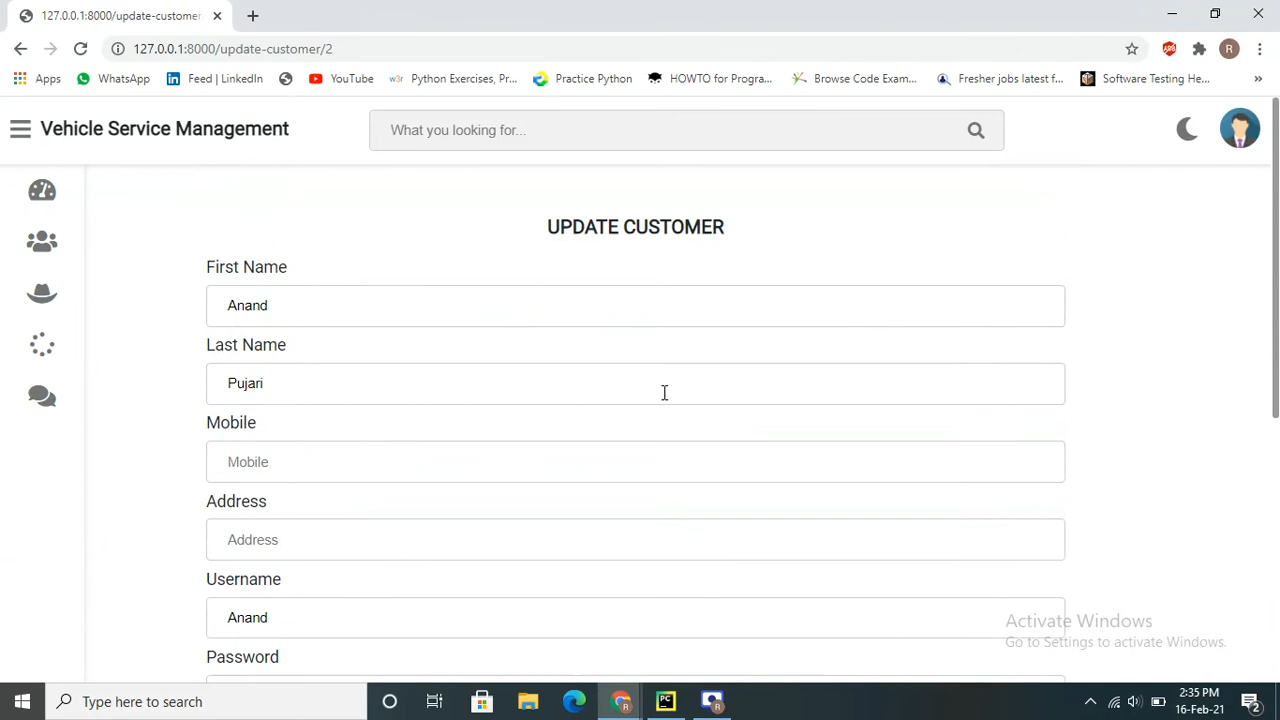 127.0.0.1:8000/update-customer
127.0.0.1:8000/update-customer/2
R
Apps
WhatsApp
Feed | LinkedIn
YouTube
w3r
Python Exercises, Pr...
Practice Python
HOWTO for Progra...
Browse Code Exam...
Fresher jobs latest f...
Software Testing He...
»
Vehicle Service Management
What you looking for...
UPDATE CUSTOMER
First Name
Anand
Last Name
Pujari
Mobile
Mobile
Address
Address
Username
Anand
Password
Activate Windows
Go to Settings to activate Windows.
Type here to search
PC
R
2:35 PM
16-Feb-21
2